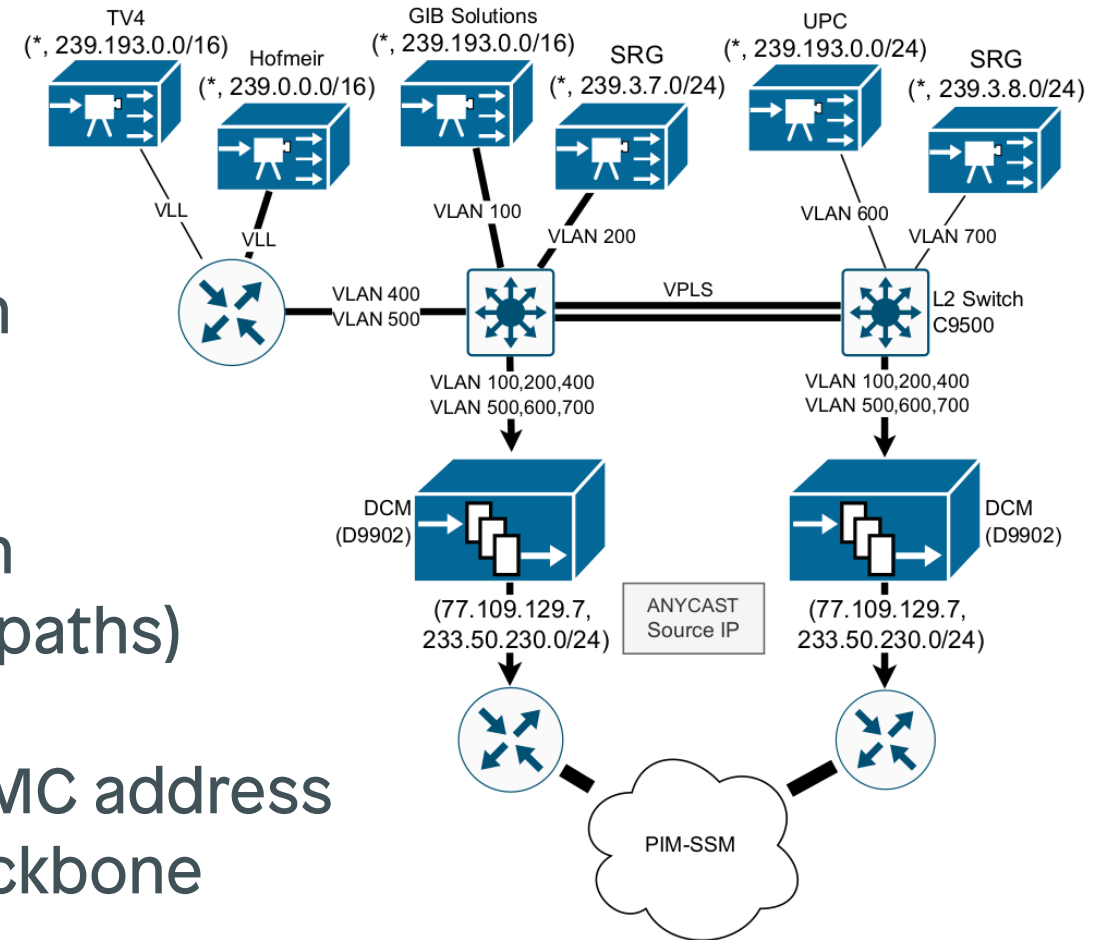 TV4
(*, 239.193.0.0/16)
Hofmeir
(*, 239.0.0.0/16)
GIB Solutions
(*, 239.193.0.0/16)
SRG
(*, 239.3.7.0/24)
UPC
(*, 239.193.0.0/24)
SRG
(*, 239.3.8.0/24)
VLL
VLL
VLAN 100
VLAN 200
VLAN 600
VLAN 700
VLAN 400
VLAN 500
VPLS
L2 Switch
C9500
VLAN 100,200,400
VLAN 500,600,700
VLAN 100,200,400
VLAN 500,600,700
DCM
(D9902)
DCM
(D9902)
(77.109.129.7,
233.50.230.0/24)
ANYCAST
Source IP
(77.109.129.7,
233.50.230.0/24)
PIM-SSM
n
n
paths)
MC address
ckbone